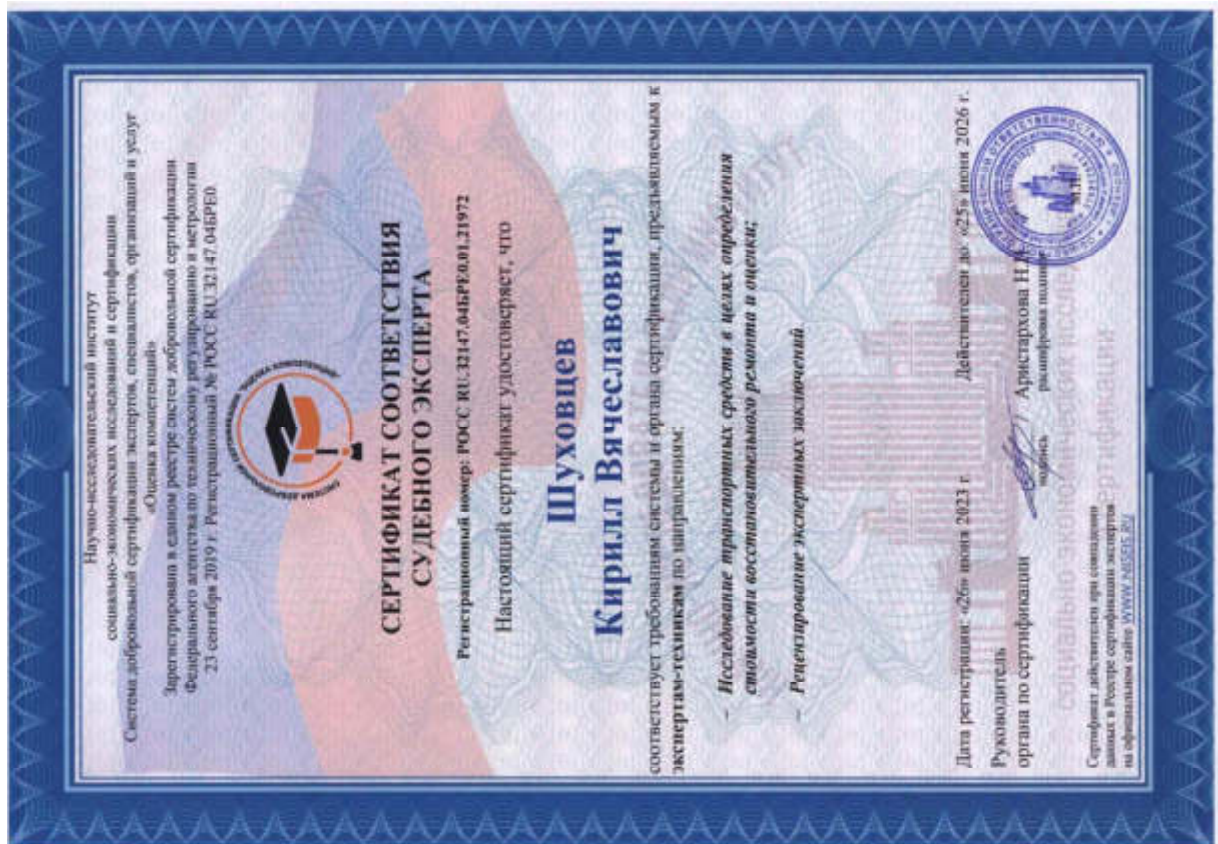 Научно-исследовательский институт
социально-экономических исследований и сертификации
Система добровольный сертификации экспертов, специалистов, организаций и услуг
«Оценка компетенций»
Зарегистрирована в едином реестре систем добровольной сертификации
Федерального агентства по техническому регулированию и метрологии
23 сентября 2019 г. Регистрационный № РОСС RU.32147.04БРЕ0
СЕРТИФИКАТ СООТВЕТСТВИЯ
СУДЕБНОГО ЭКСПЕРТА
Регистрационный номер: РОСС RU.32147.04БРЕ0.01.21972
Настоящий сертификат удостоверяет, что
Шуховцев
Кирилл Вячеславович
соответствует требованиям системы и органа сертификации, предъявляемым к
экспертам-техникам по направлениям:
- Исследование транспортных средств в целях определения
стоимости восстановительного ремонта и оценки;
- Рецензирование экспертных заключений
Дата регистрации: «26» июня 2023 г. Действителен до: «25» июня 2026 г.
Руководитель
органа по сертификации / Аристархова Н.
подпись расшифровка подписи
М.П.
Сертификат действителен при совпадении
данных в Реестре сертификации экспертов
на официальном сайте WWW.NISEIS.RU